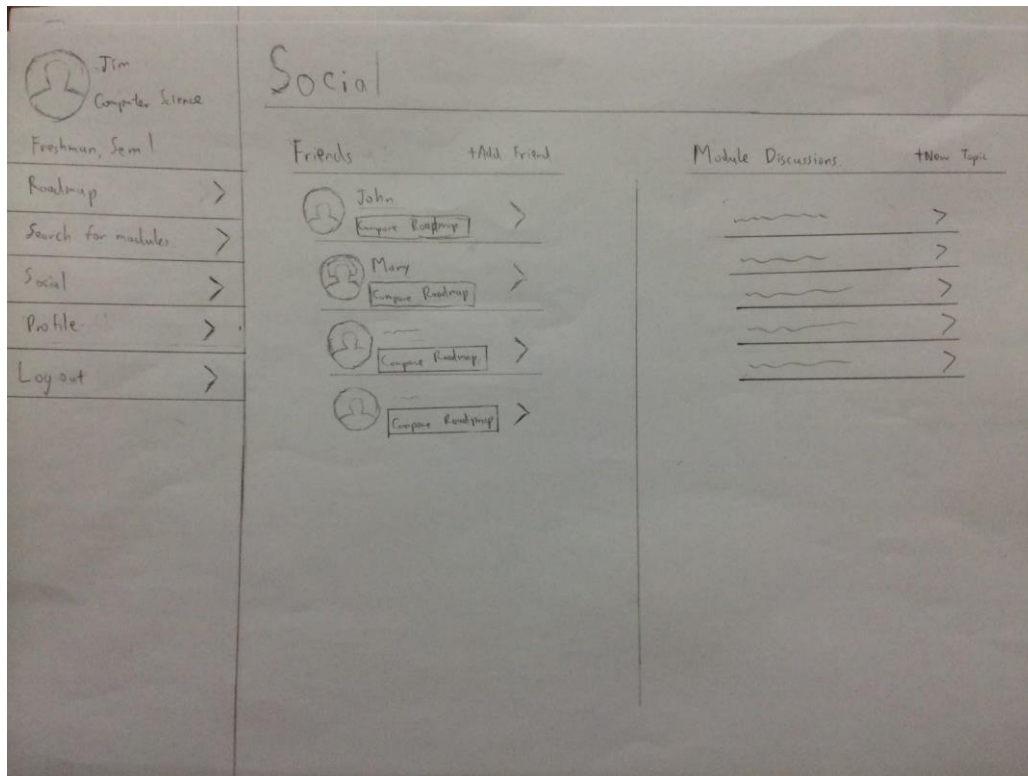 Jim
Computer Science
Freshman, Sem 1
Roadmap
Search for modules
Social
Profile
Log out
Social
Friends +Add Friend
John
Compare Roadmap
Mary
Compare Roadmap
Compare Roadmap
Compare Roadmap
Module Discussions +New Topic